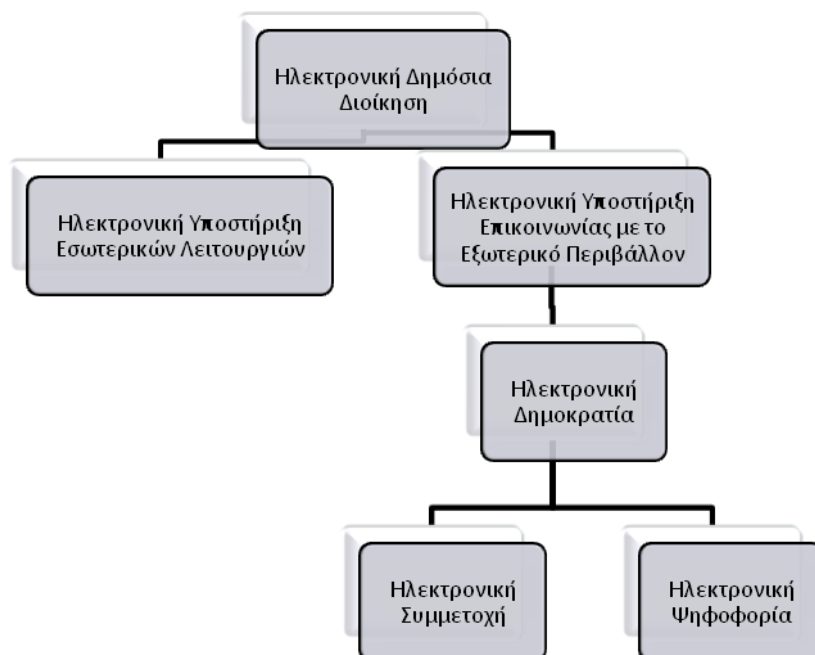 Ηλεκτρονική Δημόσια
Διοίκηση
Ηλεκτρονική Υποστήριξη
Εσωτερικών Λειτουργιών
Ηλεκτρονική Υποστήριξη
Επικοινωνίας με το
Εξωτερικό Περιβάλλον
Ηλεκτρονική
Δημοκρατία
Ηλεκτρονική
Συμμετοχή
Ηλεκτρονική
Ψηφοφορία